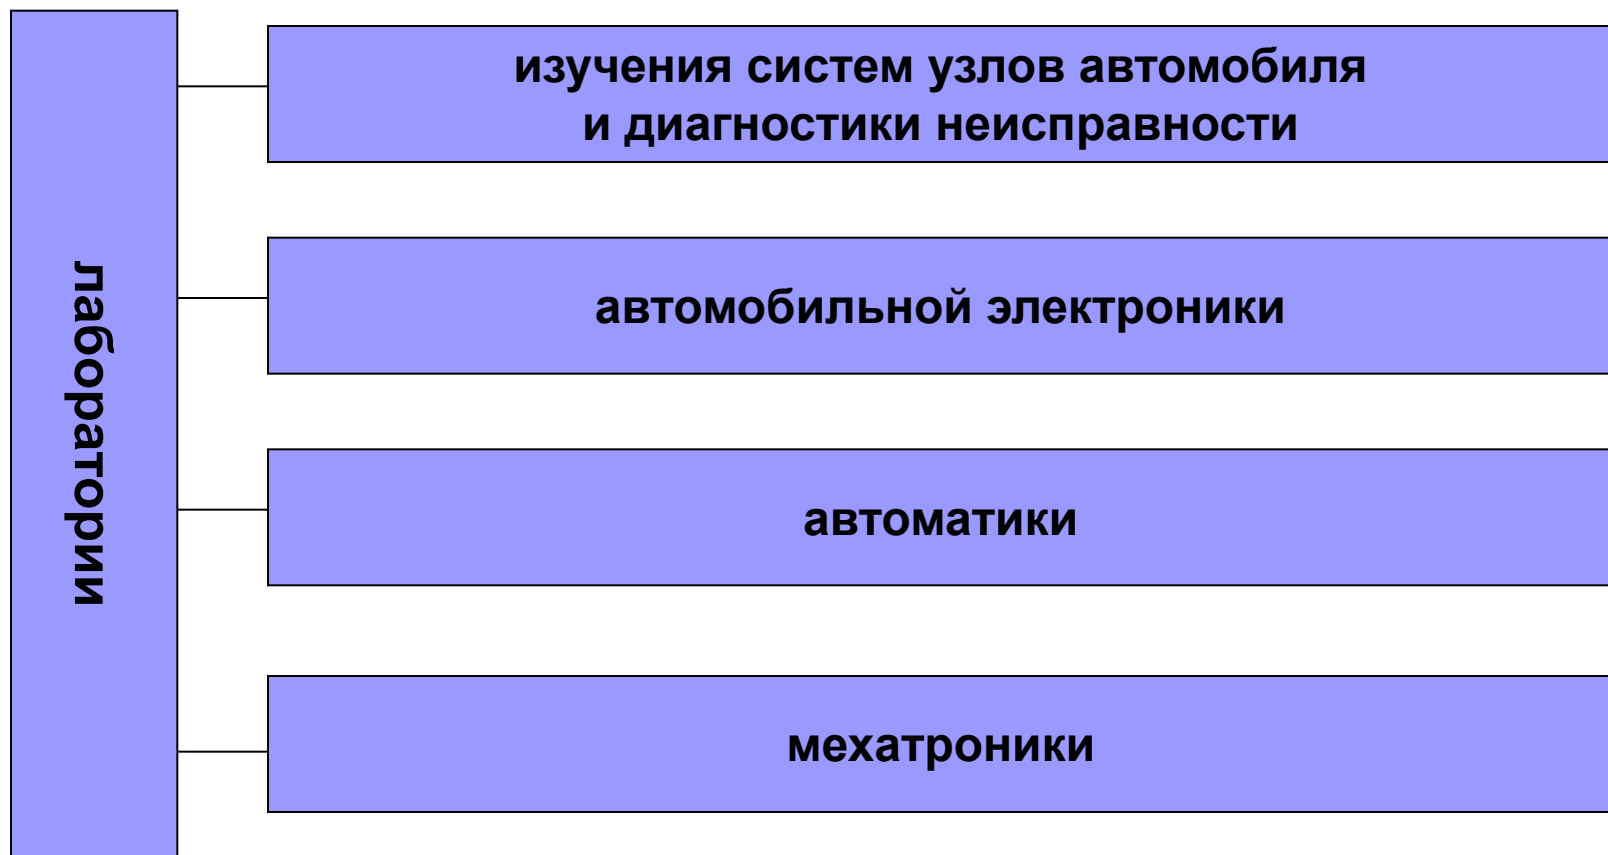 лаборатории
изучения систем узлов автомобиля
и диагностики неисправности
автомобильной электроники
автоматики
мехатроники